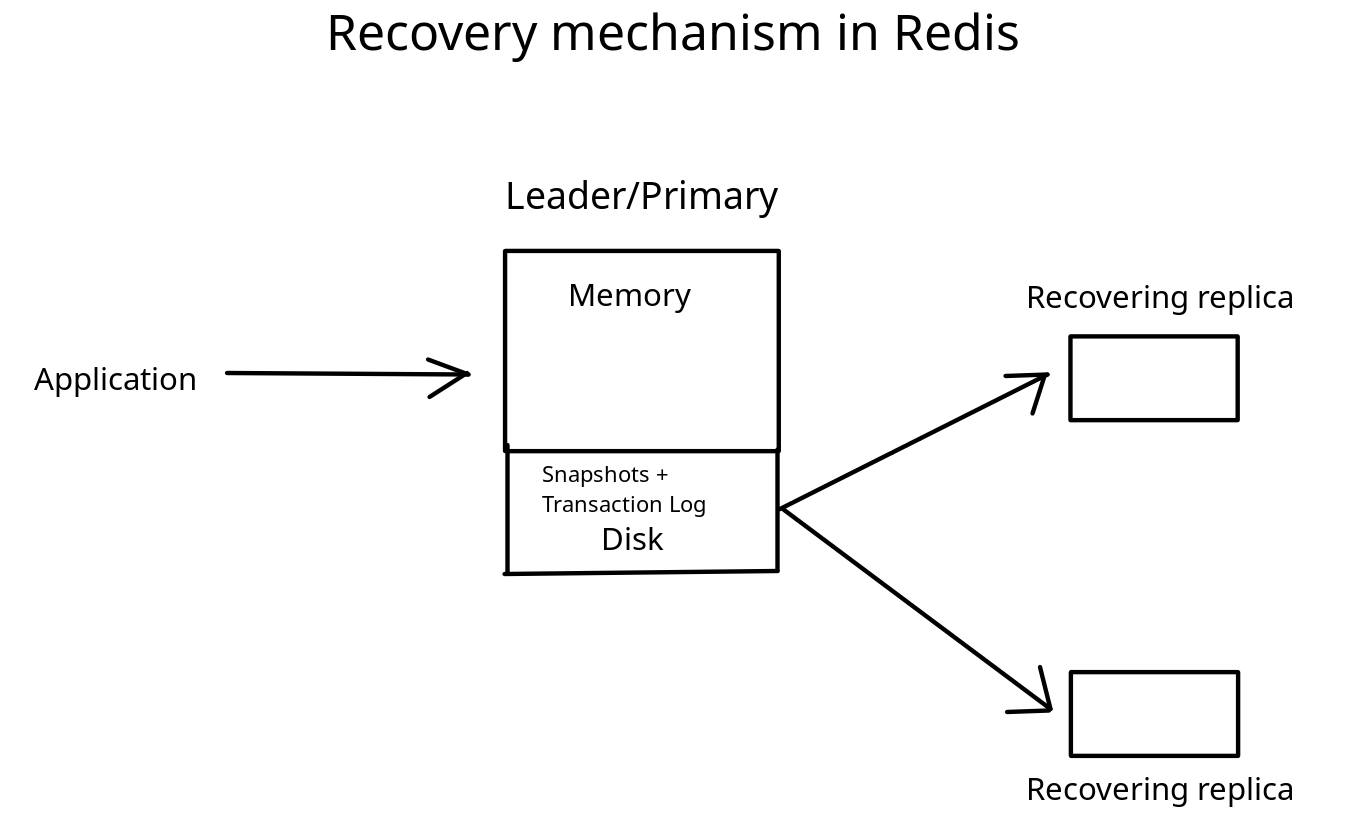 Recovery mechanism in Redis
Leader/Primary
Memory
Recovering replica
Application
Snapshots +
Transaction Log
Disk
Recovering replica